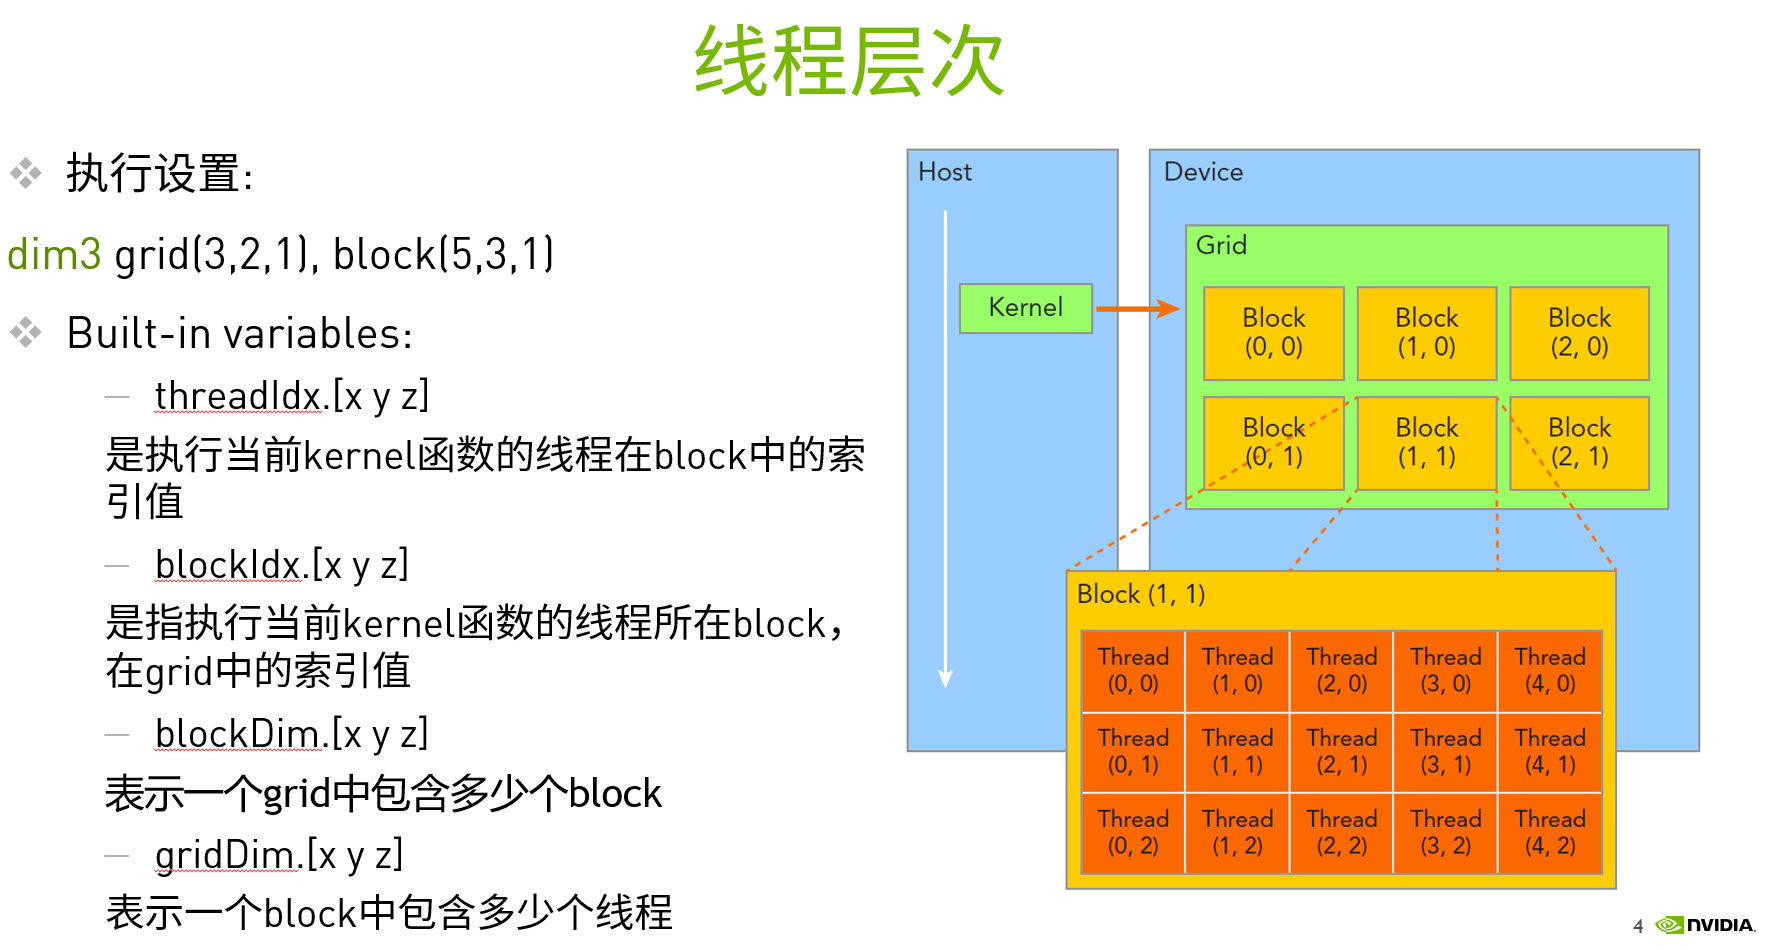 线程层次
执行设置:
dim3 grid(3,2,1), block(5,3,1)
Built-in variables:
— threadIdx.[x y z]
是执行当前kernel函数的线程在block中的索
引值
— blockIdx.[x y z]
是指执行当前kernel函数的线程所在block，
在grid中的索引值
— blockDim.[x y z]
表示一个grid中包含多少个block
— gridDim.[x y z]
表示一个block中包含多少个线程
Host
Kernel
Device
Grid
Block
(0, 0)
Block
(1, 0)
Block
(2, 0)
Block
(0, 1)
Block
(1, 1)
Block
(2, 1)
Block (1, 1)
Thread
(0, 0)
Thread
(1, 0)
Thread
(2, 0)
Thread
(3, 0)
Thread
(4, 0)
Thread
(0, 1)
Thread
(1, 1)
Thread
(2, 1)
Thread
(3, 1)
Thread
(4, 1)
Thread
(0, 2)
Thread
(1, 2)
Thread
(2, 2)
Thread
(3, 2)
Thread
(4, 2)
4 NVIDIA.